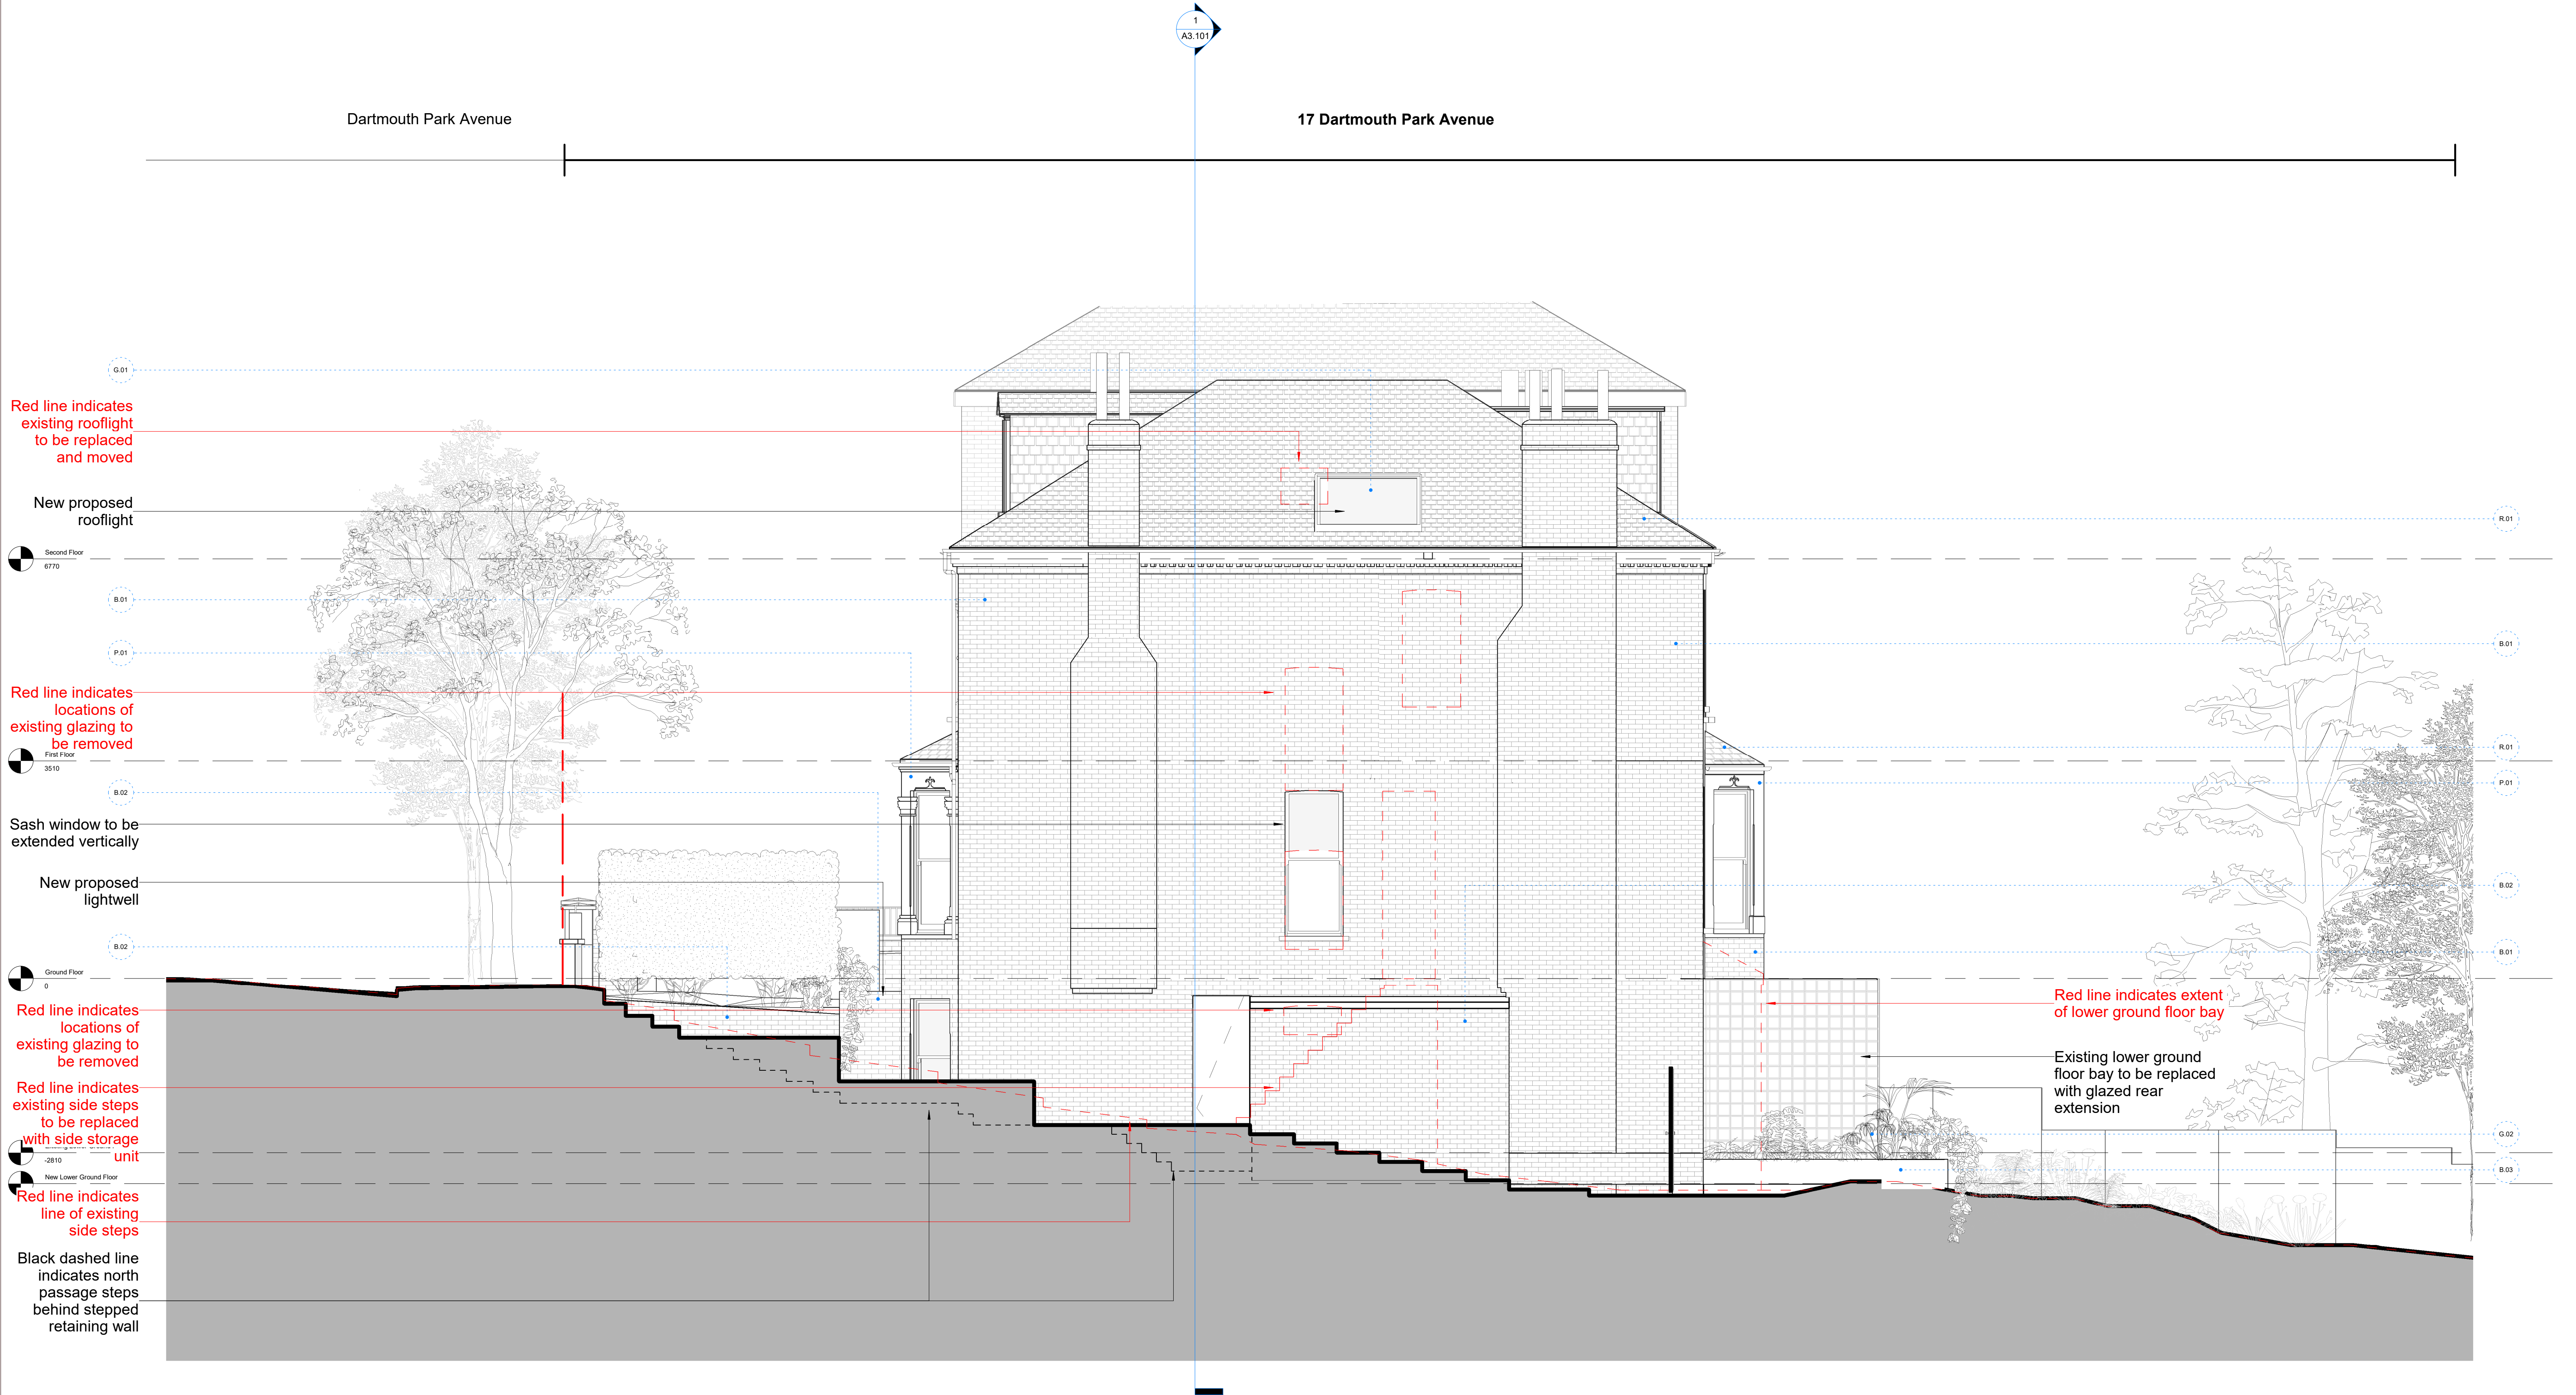 1
A3.101
Dartmouth Park Avenue
17 Dartmouth Park Avenue
G.01
Red line indicates
existing rooflight
to be replaced
and moved
New proposed
rooflight
R.01
Second Floor
6770
B.01
B.01
P.01
Red line indicates
locations of
existing glazing to
be removed
First Floor
3510
R.01
P.01
B.02
Sash window to be
extended vertically
New proposed
lightwell
B.02
B.02
B.01
Ground Floor
0
Red line indicates
locations of
existing glazing to
be removed
Red line indicates extent
of lower ground floor bay
Existing lower ground
floor bay to be replaced
with glazed rear
extension
Red line indicates
existing side steps
to be replaced
with side storage
unit
-2810
G.02
B.03
New Lower Ground Floor
Red line indicates
line of existing
side steps
Black dashed line
indicates north
passage steps
behind stepped
retaining wall